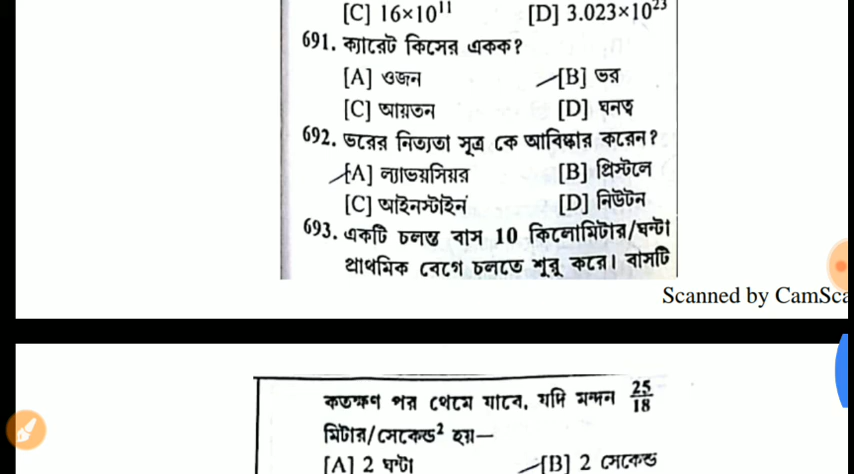 [C] 16×10¹¹ [D] 3.023×10²³
691. ক্যারেট কিসের একক?
[A] ওজন [B] ভর
[C] আয়তন [D] ঘনত্ব
692. ভরের নিত্যতা সূত্র কে আবিষ্কার করেন?
[A] ল্যাভয়সিয়র [B] প্রিস্টলে
[C] আইনস্টাইন [D] নিউটন
693. একটি চলন্ত বাস 10 কিলোমিটার/ঘন্টা
প্রাথমিক বেগে চলতে শুরু করে। বাসটি
Scanned by CamSca
কতক্ষণ পর থেমে যাবে, যদি মন্দন 25/18
মিটার/সেকেন্ড² হয়—
[A] 2 ঘণ্টা [B] 2 সেকেন্ড